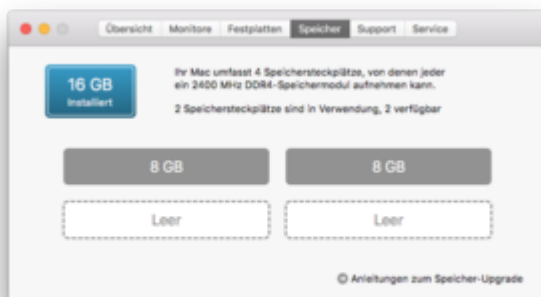 Übersicht Monitore Festplatten Speicher Support Service
16 GB
Installiert
Ihr Mac umfasst 4 Speichersteckplätze, von denen jeder
ein 2400 MHz DDR4-Speichermodul aufnehmen kann.
2 Speichersteckplätze sind in Verwendung, 2 verfügbar
8 GB 8 GB
Leer Leer
Anleitungen zum Speicher-Upgrade